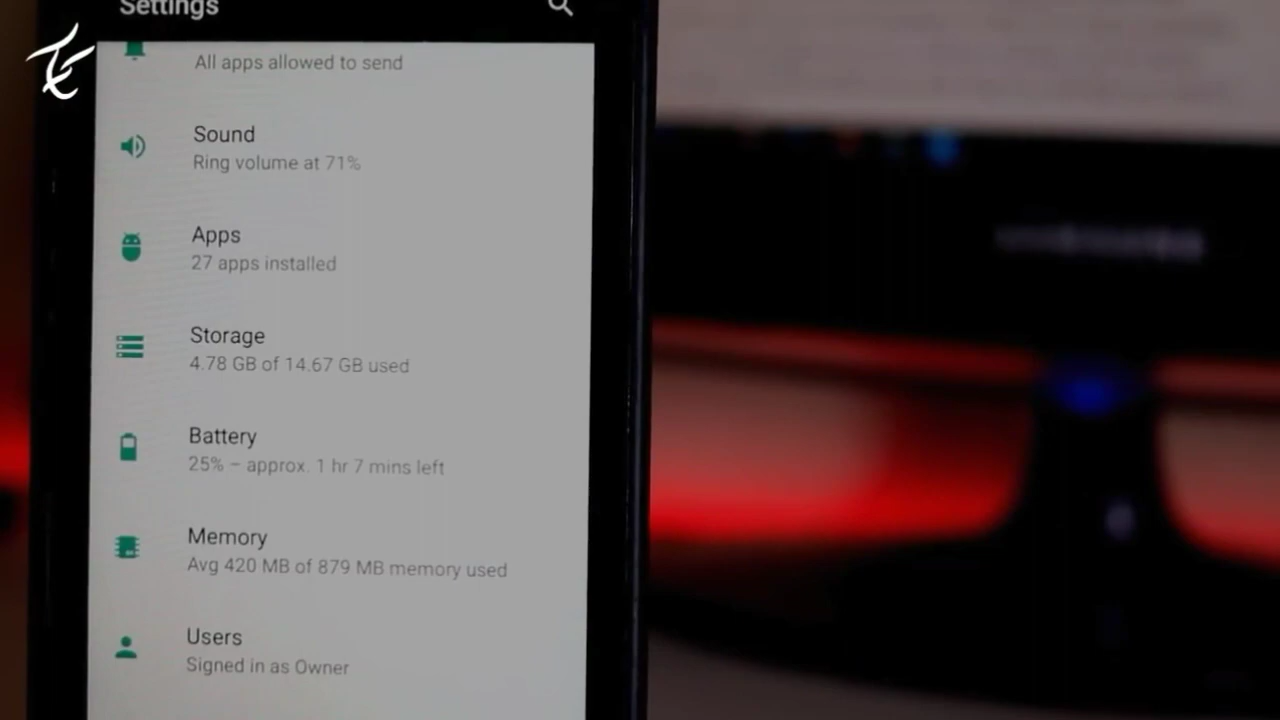 Settings
All apps allowed to send
Sound
Ring volume at 71%
Apps
27 apps installed
Storage
4.78 GB of 14.67 GB used
Battery
25% – approx. 1 hr 7 mins left
Memory
Avg 420 MB of 879 MB memory used
Users
Signed in as Owner